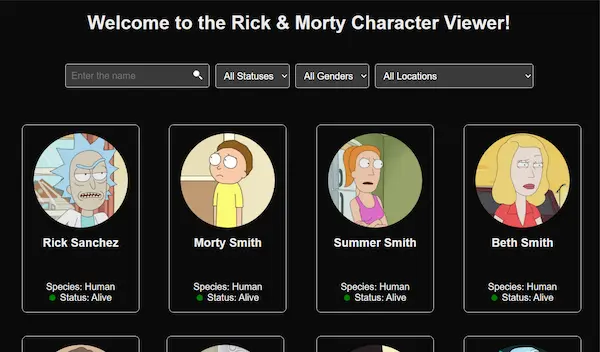 Welcome to the Rick & Morty Character Viewer!
Enter the name All Statuses All Genders All Locations
Rick Sanchez Morty Smith Summer Smith Beth Smith
Species: Human Species: Human Species: Human Species: Human
Status: Alive Status: Alive Status: Alive Status: Alive